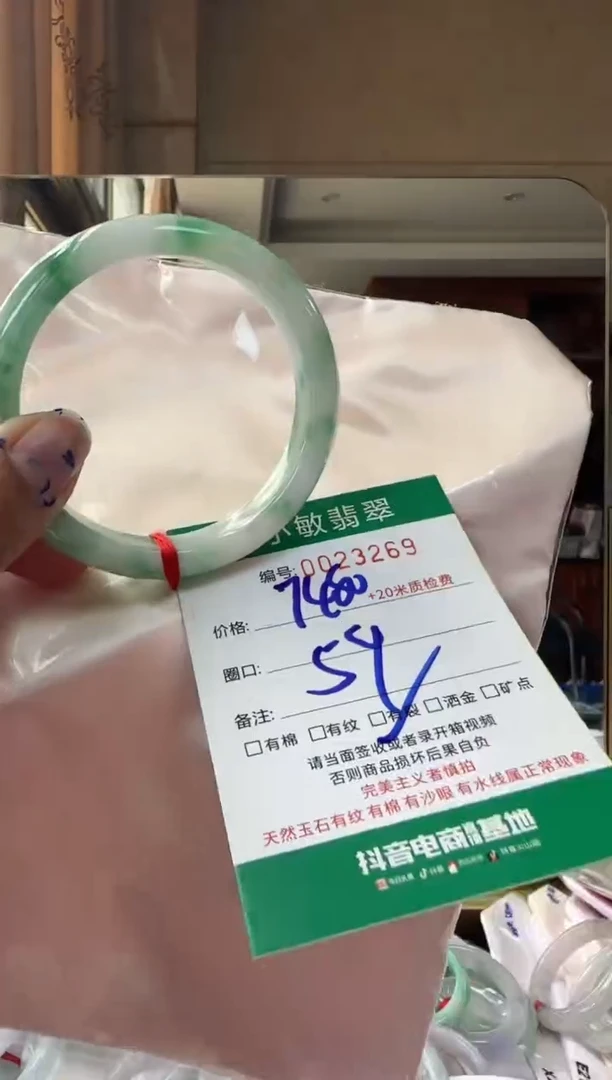 敏翡翠
编号:0023269
价格: 7460 +20米质检费
圈口: 54
备注:
□有棉 □有纹 □有裂 □洒金 □矿点
请当面签收或者录开箱视频
否则商品损坏后果自负
完美主义者慎拍
天然玉石有纹 有棉 有沙眼 有水线属正常现象
抖音电商 基地
抖音